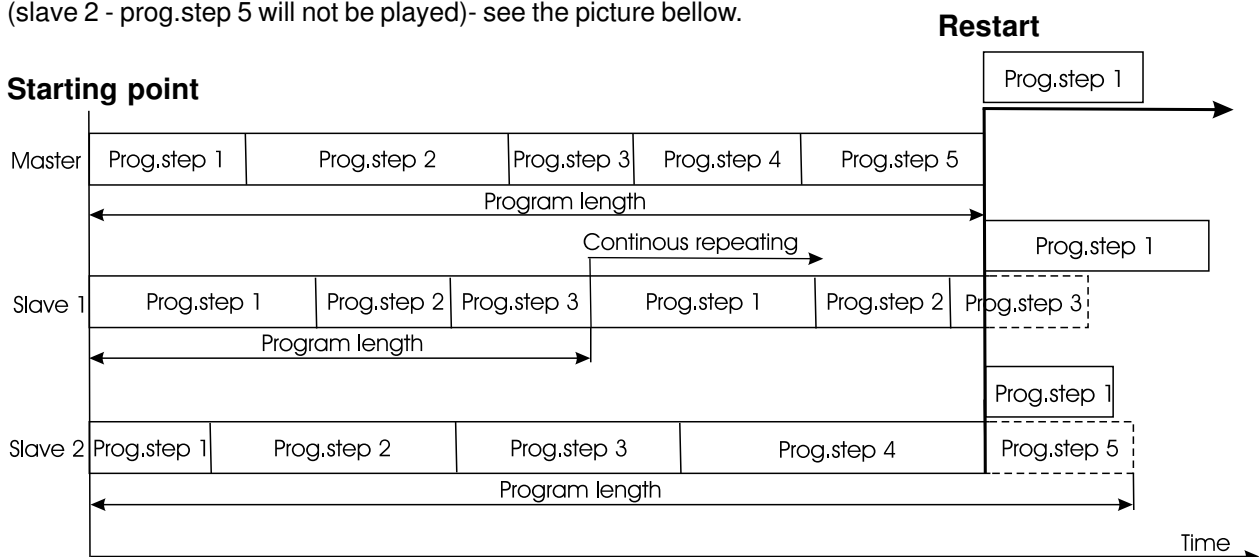 (slave 2 - prog.step 5 will not be played)- see the picture bellow.
Restart
Prog.step 1
Starting point
Master Prog.step 1 Prog.step 2 Prog.step 3 Prog.step 4 Prog.step 5
Program length
Continous repeating
Prog.step 1
Slave 1 Prog.step 1 Prog.step 2 Prog.step 3 Prog.step 1 Prog.step 2 Prog.step 3
Program length
Prog.step 1
Slave 2 Prog.step 1 Prog.step 2 Prog.step 3 Prog.step 4 Prog.step 5
Program length
Time